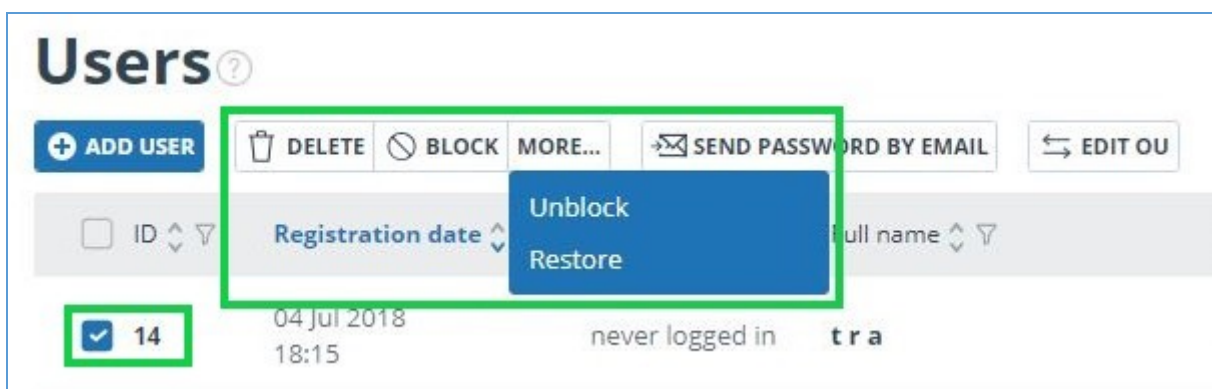 Users ?
ADD USER DELETE BLOCK MORE... SEND PASSWORD BY EMAIL EDIT OU
Unblock
ID Registration date Full name
Restore
14 04 Jul 2018 18:15 never logged in t r a